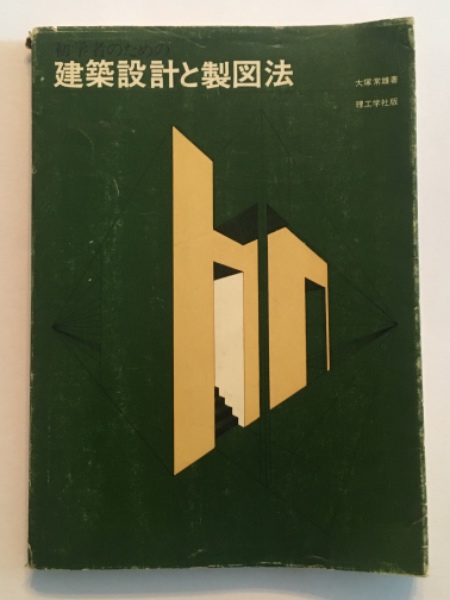 初学者のための
建築設計と製図法
大塚常雄著
理工学社版